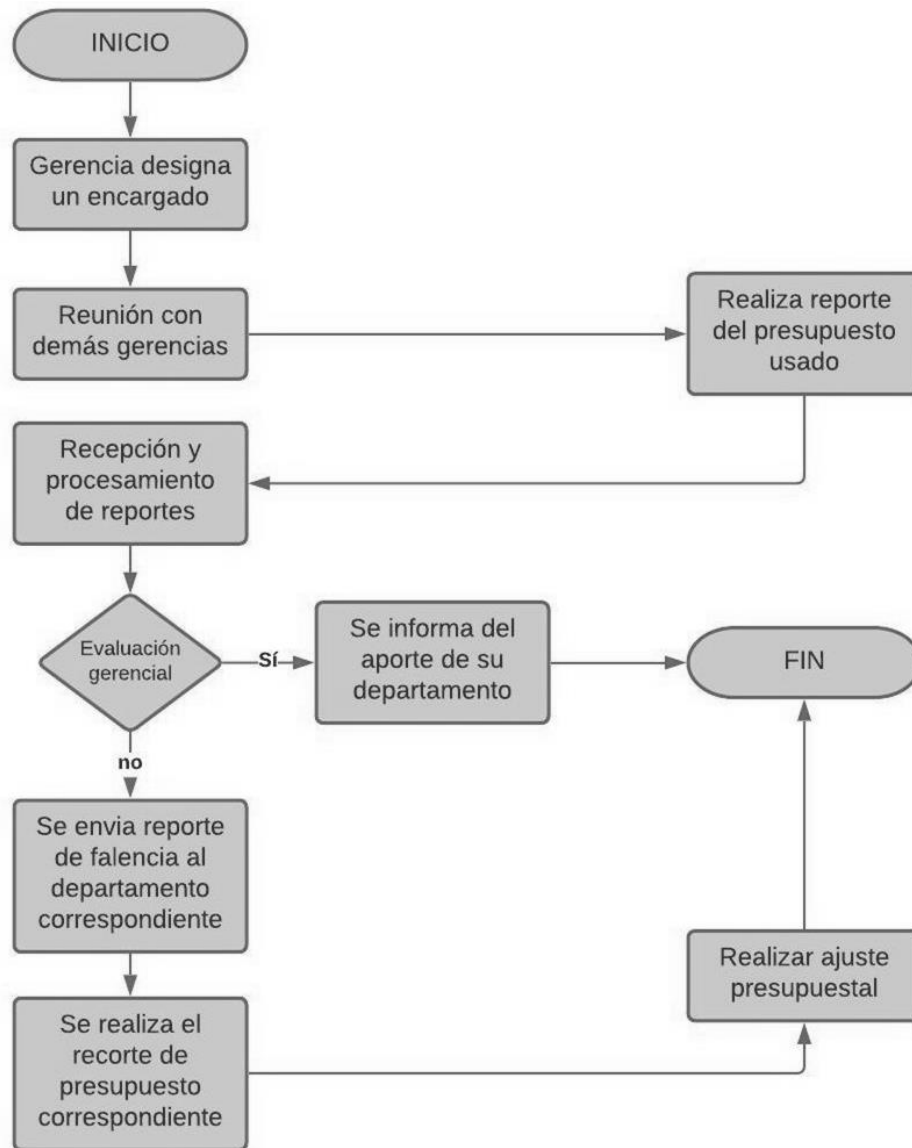 INICIO
Gerencia designa
un encargado
Reunión con
demás gerencias
Realiza reporte
del presupuesto
usado
Recepción y
procesamiento
de reportes
Evaluación
gerencial
Sí
Se informa del
aporte de su
departamento
FIN
no
Se envia reporte
de falencia al
departamento
correspondiente
Se realiza el
recorte de
presupuesto
correspondiente
Realizar ajuste
presupuestal